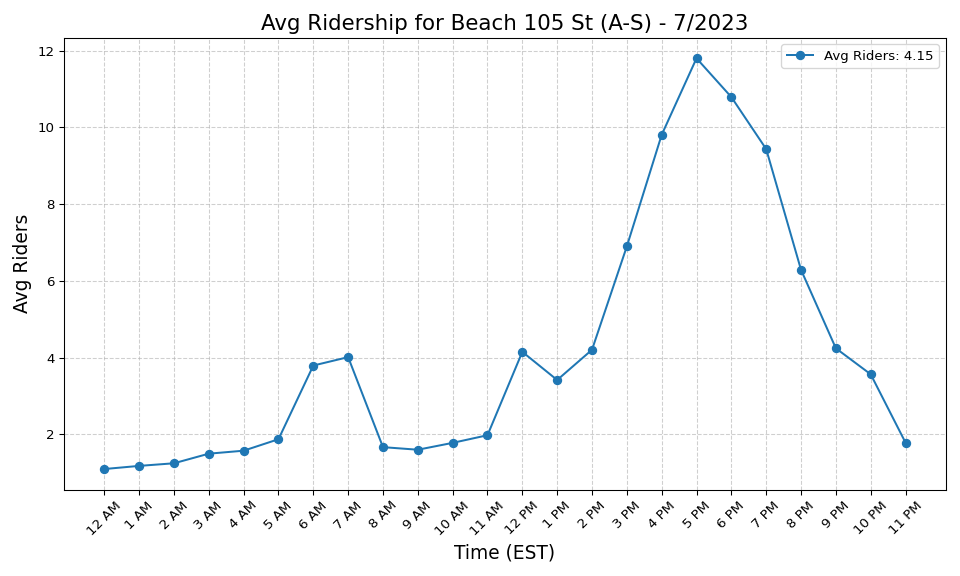 Avg Ridership for Beach 105 St (A-S) - 7/2023
Avg Riders: 4.15
Avg Riders
12
10
8
6
4
2
12 AM
1 AM
2 AM
3 AM
4 AM
5 AM
6 AM
7 AM
8 AM
9 AM
10 AM
11 AM
12 PM
1 PM
2 PM
3 PM
4 PM
5 PM
6 PM
7 PM
8 PM
9 PM
10 PM
11 PM
Time (EST)